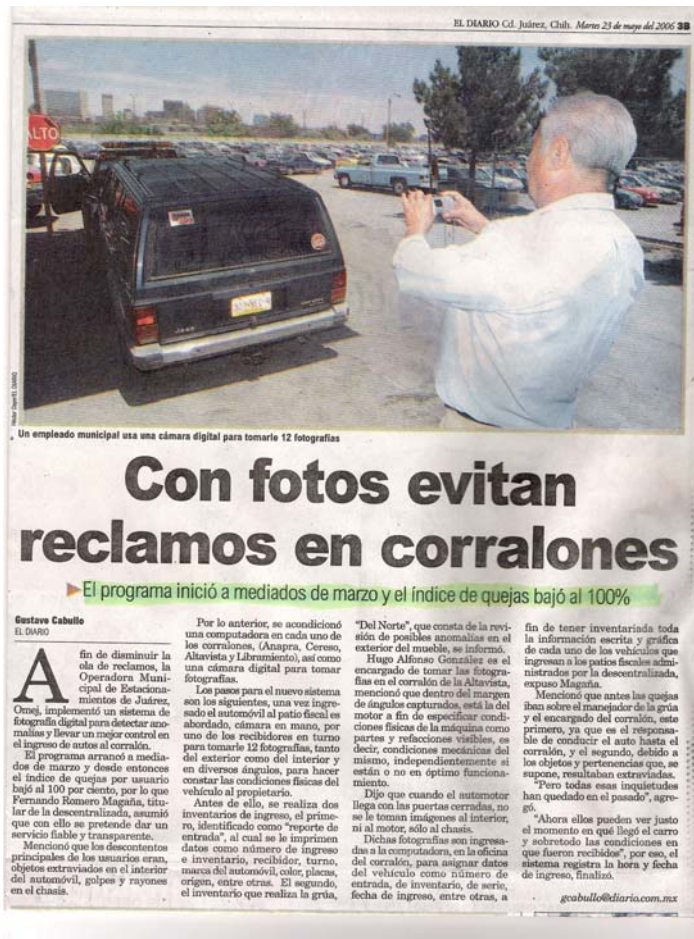 EL DIARIO Cd. Juárez, Chih. Martes 23 de mayo del 2006 3B
ALTO
Jeep
Un empleado municipal usa una cámara digital para tomarle 12 fotografías
Con fotos evitan
reclamos en corralones
El programa inició a mediados de marzo y el índice de quejas bajó al 100%
Gustavo Cabullo
EL DIARIO
A fin de disminuir la
ola de reclamos, la
Operadora Muni-
cipal de Estaciona-
mientos de Juárez,
Omej, implementó un sistema de
fotografía digital para detectar ano-
malías y llevar un mejor control en
el ingreso de autos al corralón.
El programa arrancó a media-
dos de marzo y desde entonces
el índice de quejas por usuario
bajó al 100 por ciento, por lo que
Fernando Romero Magaña, titu-
lar de la descentralizada, asumió
que con ello se pretende dar un
servicio fiable y transparente.
Mencionó que los descontentos
principales de los usuarios eran,
objetos extraviados en el interior
del automóvil, golpes y rayones
en el chasis.
Por lo anterior, se acondicionó
una computadora en cada uno de
los corralones, (Anapra, Cereso,
Altavista y Libramiento), así como
una cámara digital para tomar
fotografías.
Los pasos para el nuevo sistema
son los siguientes, una vez ingre-
sado el automóvil al patio fiscal es
abordado, cámara en mano, por
uno de los recibidores en turno
para tomarle 12 fotografías, tanto
del exterior como del interior y
en diversos ángulos, para hacer
constar las condiciones físicas del
vehículo al propietario.
Antes de ello, se realiza dos
inventarios de ingreso, el prime-
ro, identificado como "reporte de
entrada", al cual se le imprimen
datos como número de ingreso
e inventario, recibidor, turno,
marca del automóvil, color, placas,
origen, entre otras. El segundo,
el inventario que realiza la grúa,
"Del Norte", que consta de la revi-
sión de posibles anomalías en el
exterior del mueble, se informó.
Hugo Alfonso González es el
encargado de tomar las fotogra-
fías en el corralón de la Altavista,
mencionó que dentro del margen
de ángulos capturados, está la del
motor a fin de especificar condi-
ciones físicas de la máquina como
partes y refacciones visibles, es
decir, condiciones mecánicas del
mismo, independientemente si
están o no en óptimo funciona-
miento.
Dijo que cuando el automotor
llega con las puertas cerradas, no
se le toman imágenes al interior,
ni al motor, sólo al chasis.
Dichas fotografías son ingresa-
das a la computadora, en la oficina
del corralón, para asignar datos
del vehículo como número de
entrada, de inventario, de serie,
fecha de ingreso, entre otras, a
fin de tener inventariada toda
la información escrita y gráfica
de cada uno de los vehículos que
ingresan a los patios fiscales admi-
nistrados por la descentralizada,
expuso Magaña.
Mencionó que antes las quejas
iban sobre el manejador de la grúa
y el encargado del corralón, este
primero, ya que es el responsa-
ble de conducir el auto hasta el
corralón, y el segundo, debido a
los objetos y pertenencias que, se
supone, resultaban extraviadas.
"Pero todas esas inquietudes
han quedado en el pasado", agre-
gó.
"Ahora ellos pueden ver justo
el momento en qué llegó el carro
y sobretodo las condiciones en
que fueron recibidos", por eso, el
sistema registra la hora y fecha
de ingreso, finalizó.
gcabullo@diario.com.mx